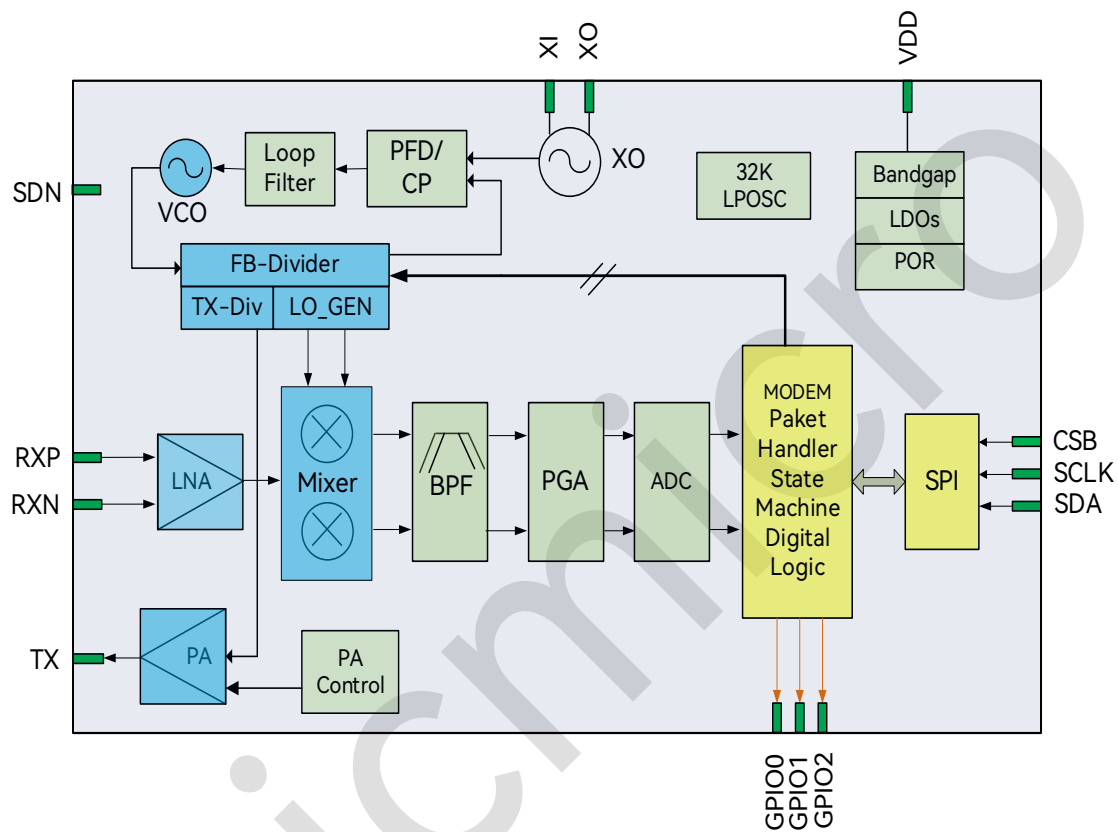 XI
XO
VDD
SDN
VCO
Loop
Filter
PFD/
CP
XO
32K
LPOSC
Bandgap
LDOs
POR
FB-Divider
TX-Div
LO_GEN
RXP
RXN
LNA
Mixer
BPF
PGA
ADC
MODEM
Paket
Handler
State
Machine
Digital
Logic
SPI
CSB
SCLK
SDA
TX
PA
PA
Control
GPIO0
GPIO1
GPIO2
icmicro